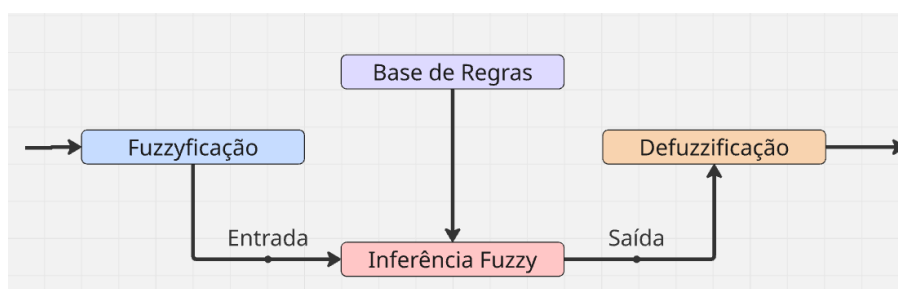 Base de Regras
Fuzzyficação
Defuzzificação
Entrada
Saída
Inferência Fuzzy